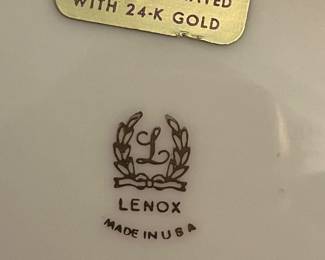 WITH 24-K GOLD
L
LENOX
MADE IN USA